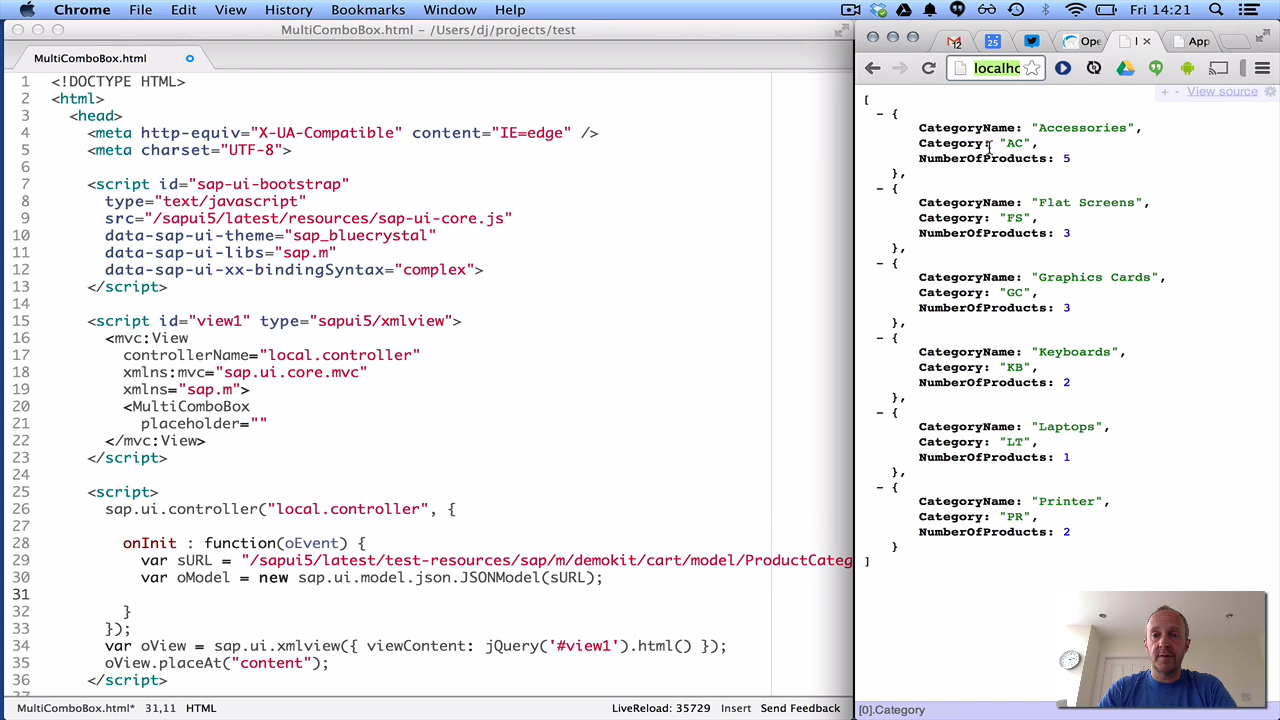 Chrome File Edit View History Bookmarks Window Help Fri 14:21
MultiComboBox.html - /Users/dj/projects/test
MultiComboBox.html
1 <!DOCTYPE HTML>
2 <html>
3 <head>
4 <meta http-equiv="X-UA-Compatible" content="IE=edge" />
5 <meta charset="UTF-8">
6
7 <script id="sap-ui-bootstrap"
8 type="text/javascript"
9 src="/sapui5/latest/resources/sap-ui-core.js"
10 data-sap-ui-theme="sap_bluecrystal"
11 data-sap-ui-libs="sap.m"
12 data-sap-ui-xx-bindingSyntax="complex">
13 </script>
14
15 <script id="view1" type="sapui5/xmlview">
16 <mvc:View
17 controllerName="local.controller"
18 xmlns:mvc="sap.ui.core.mvc"
19 xmlns="sap.m">
20 <MultiComboBox
21 placeholder=""
22 </mvc:View>
23 </script>
24
25 <script>
26 sap.ui.controller("local.controller", {
27
28 onInit : function(oEvent) {
29 var sURL = "/sapui5/latest/test-resources/sap/m/demokit/cart/model/ProductCateg
30 var oModel = new sap.ui.model.json.JSONModel(sURL);
31
32 }
33 });
34 var oView = sap.ui.xmlview({ viewContent: jQuery('#view1').html() });
35 oView.placeAt("content");
36 </script>
MultiComboBox.html* 31,11 HTML LiveReload: 35729 Insert Send Feedback
12 25 Ope l × App
localhc
+ - View source
[
- {
CategoryName: "Accessories",
Category: "AC",
NumberOfProducts: 5
},
- {
CategoryName: "Flat Screens",
Category: "FS",
NumberOfProducts: 3
},
- {
CategoryName: "Graphics Cards",
Category: "GC",
NumberOfProducts: 3
},
- {
CategoryName: "Keyboards",
Category: "KB",
NumberOfProducts: 2
},
- {
CategoryName: "Laptops",
Category: "LT",
NumberOfProducts: 1
},
- {
CategoryName: "Printer",
Category: "PR",
NumberOfProducts: 2
}
]
[0].Category